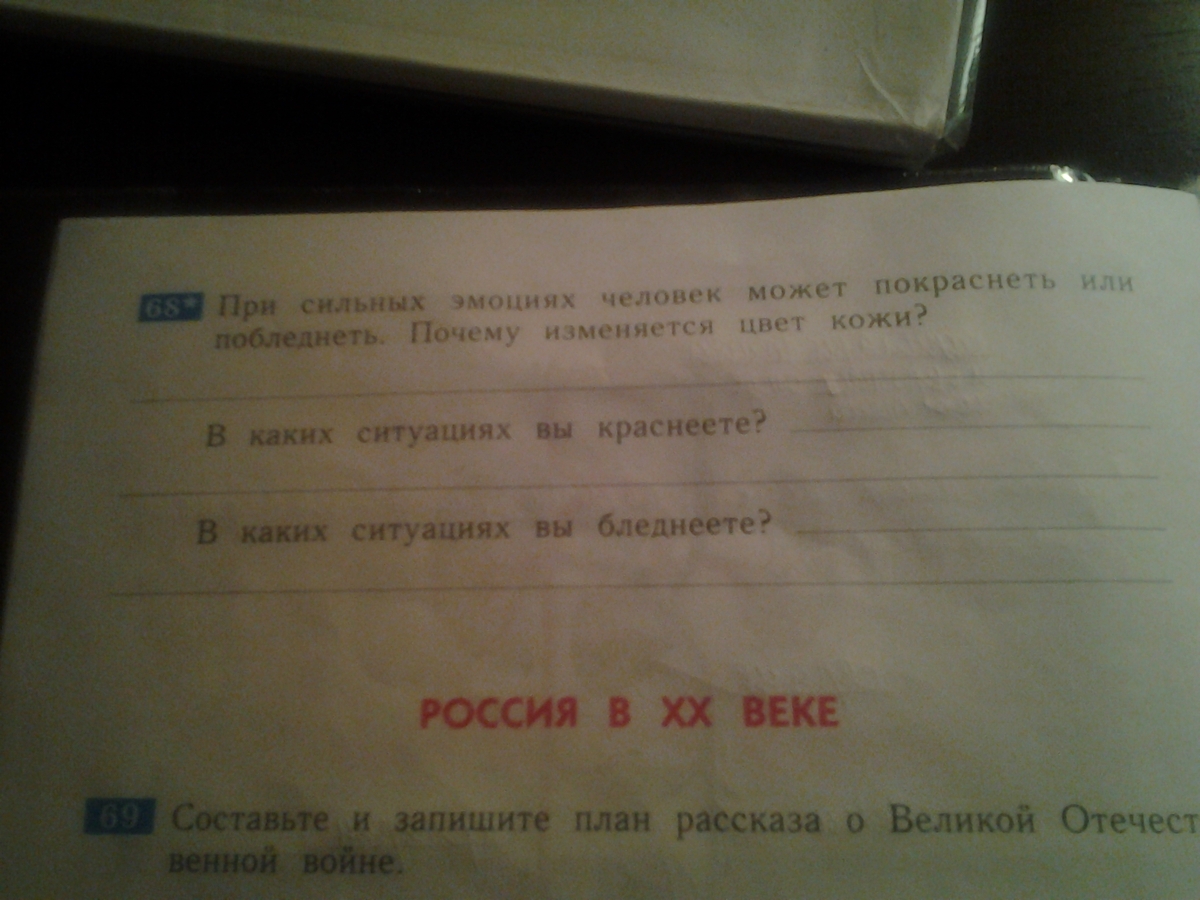 68* При сильных эмоциях человек может покраснеть или
побледнеть. Почему изменяется цвет кожи?
В каких ситуациях вы краснеете?
В каких ситуациях вы бледнеете?
РОССИЯ В XX ВЕКЕ
69 Составьте и запишите план рассказа о Великой Отечест
венной войне.